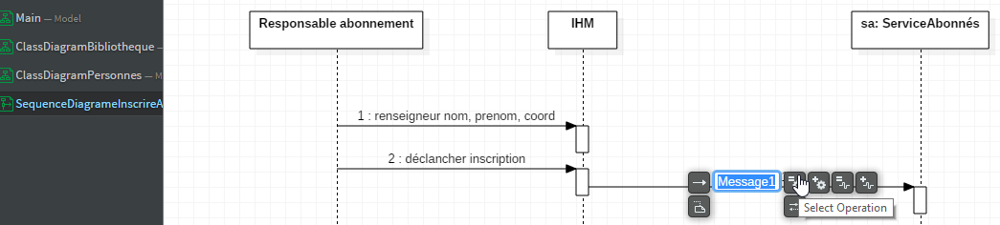 Main — Model
ClassDiagramBibliotheque —
ClassDiagramPersonnes — M
SequenceDiagrameInscrireA
Responsable abonnement
IHM
sa: ServiceAbonnés
1 : renseigneur nom, prenom, coord
2 : déclancher inscription
Message1
Select Operation